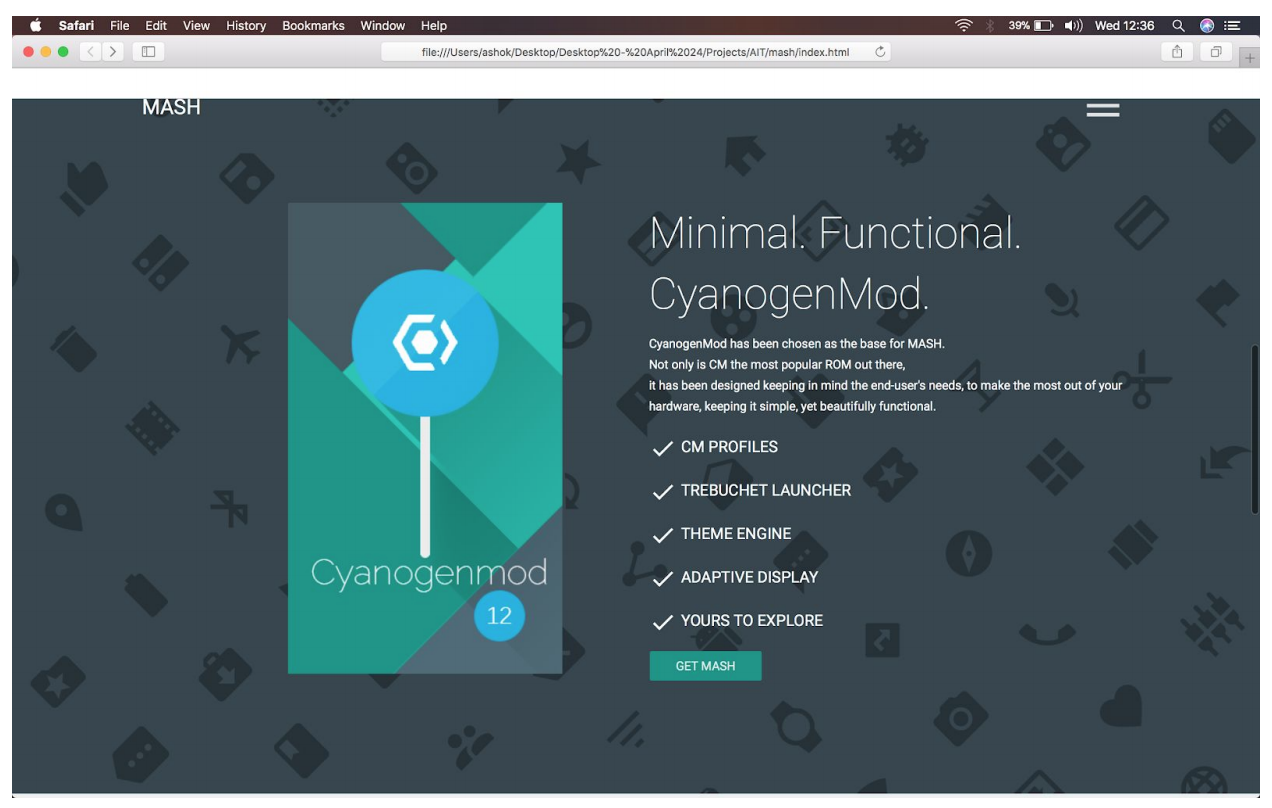 Safari File Edit View History Bookmarks Window Help 39% Wed 12:36
file:///Users/ashok/Desktop/Desktop%20-%20April%2024/Projects/AIT/mash/index.html
MASH
Minimal. Functional.
CyanogenMod.
CyanogenMod has been chosen as the base for MASH.
Not only is CM the most popular ROM out there,
it has been designed keeping in mind the end-user's needs, to make the most out of your
hardware, keeping it simple, yet beautifully functional.
CM PROFILES
TREBUCHET LAUNCHER
THEME ENGINE
ADAPTIVE DISPLAY
YOURS TO EXPLORE
GET MASH
Cyanogenmod
12